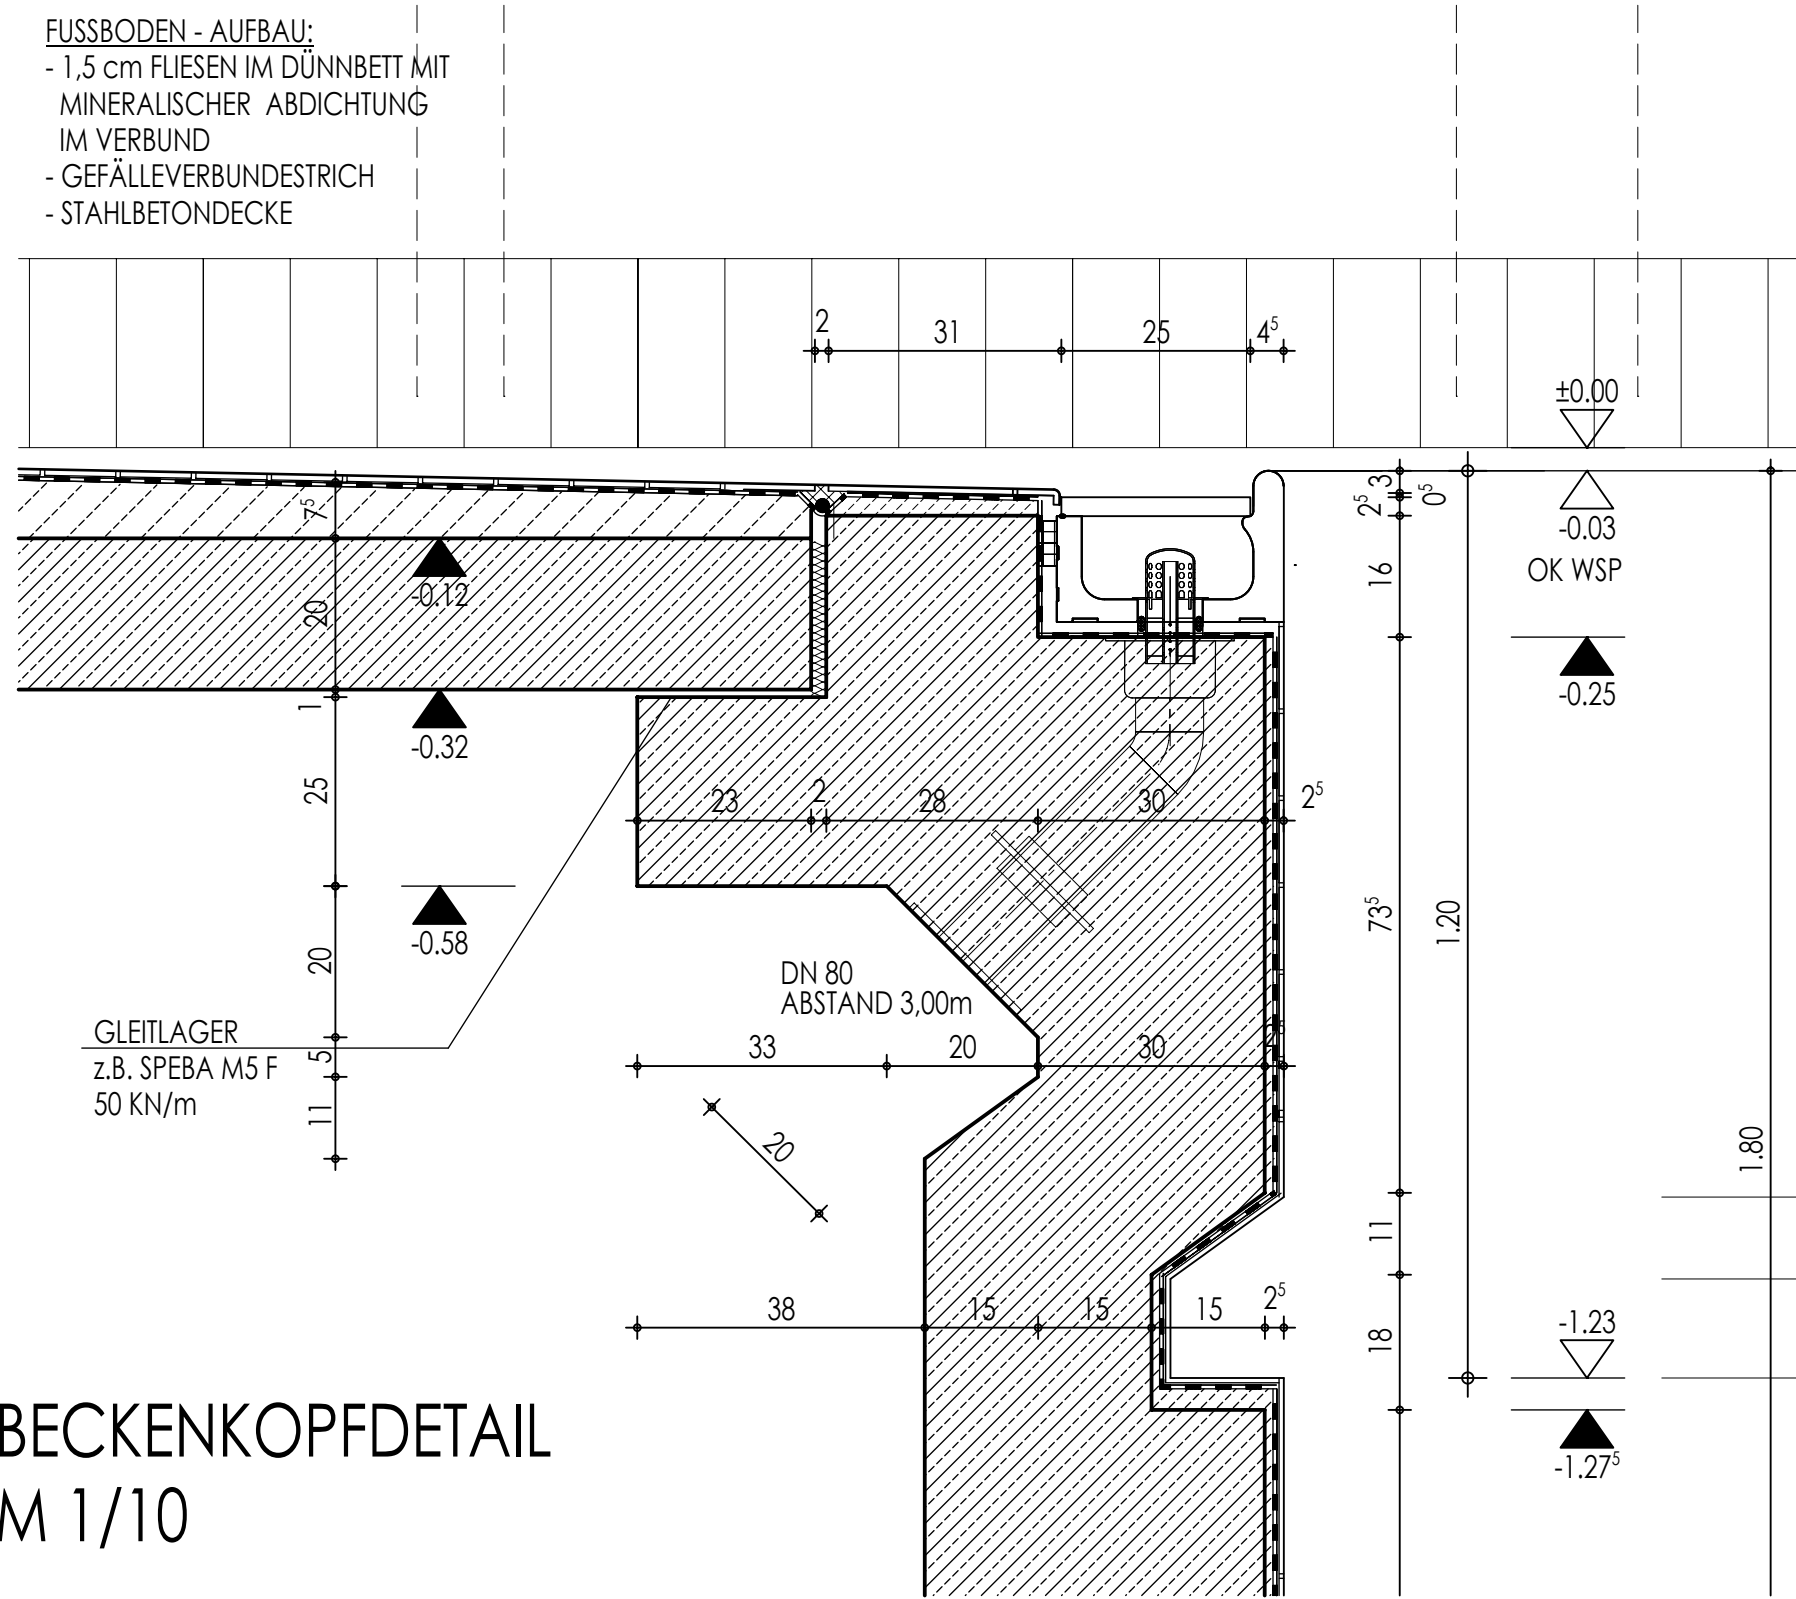 FUSSBODEN - AUFBAU:
- 1,5 cm FLIESEN IM DÜNNBETT MIT
MINERALISCHER ABDICHTUNG
IM VERBUND
- GEFÄLLEVERBUNDESTRICH
- STAHLBETONDECKE
2 31 25 4⁵
±0.00
-0.03
OK WSP
-0.25
7⁵
20
1
25
20
5
11
-0.12
-0.32
-0.58
3
0⁵
2⁵
16
73⁵
11
18
1.20
1.80
23 2 28 30 2⁵
DN 80
ABSTAND 3,00m
GLEITLAGER
z.B. SPEBA M5 F
50 KN/m
33 20 30 2⁵
20
38 15 15 15 2⁵
-1.23
-1.27⁵
BECKENKOPFDETAIL
M 1/10